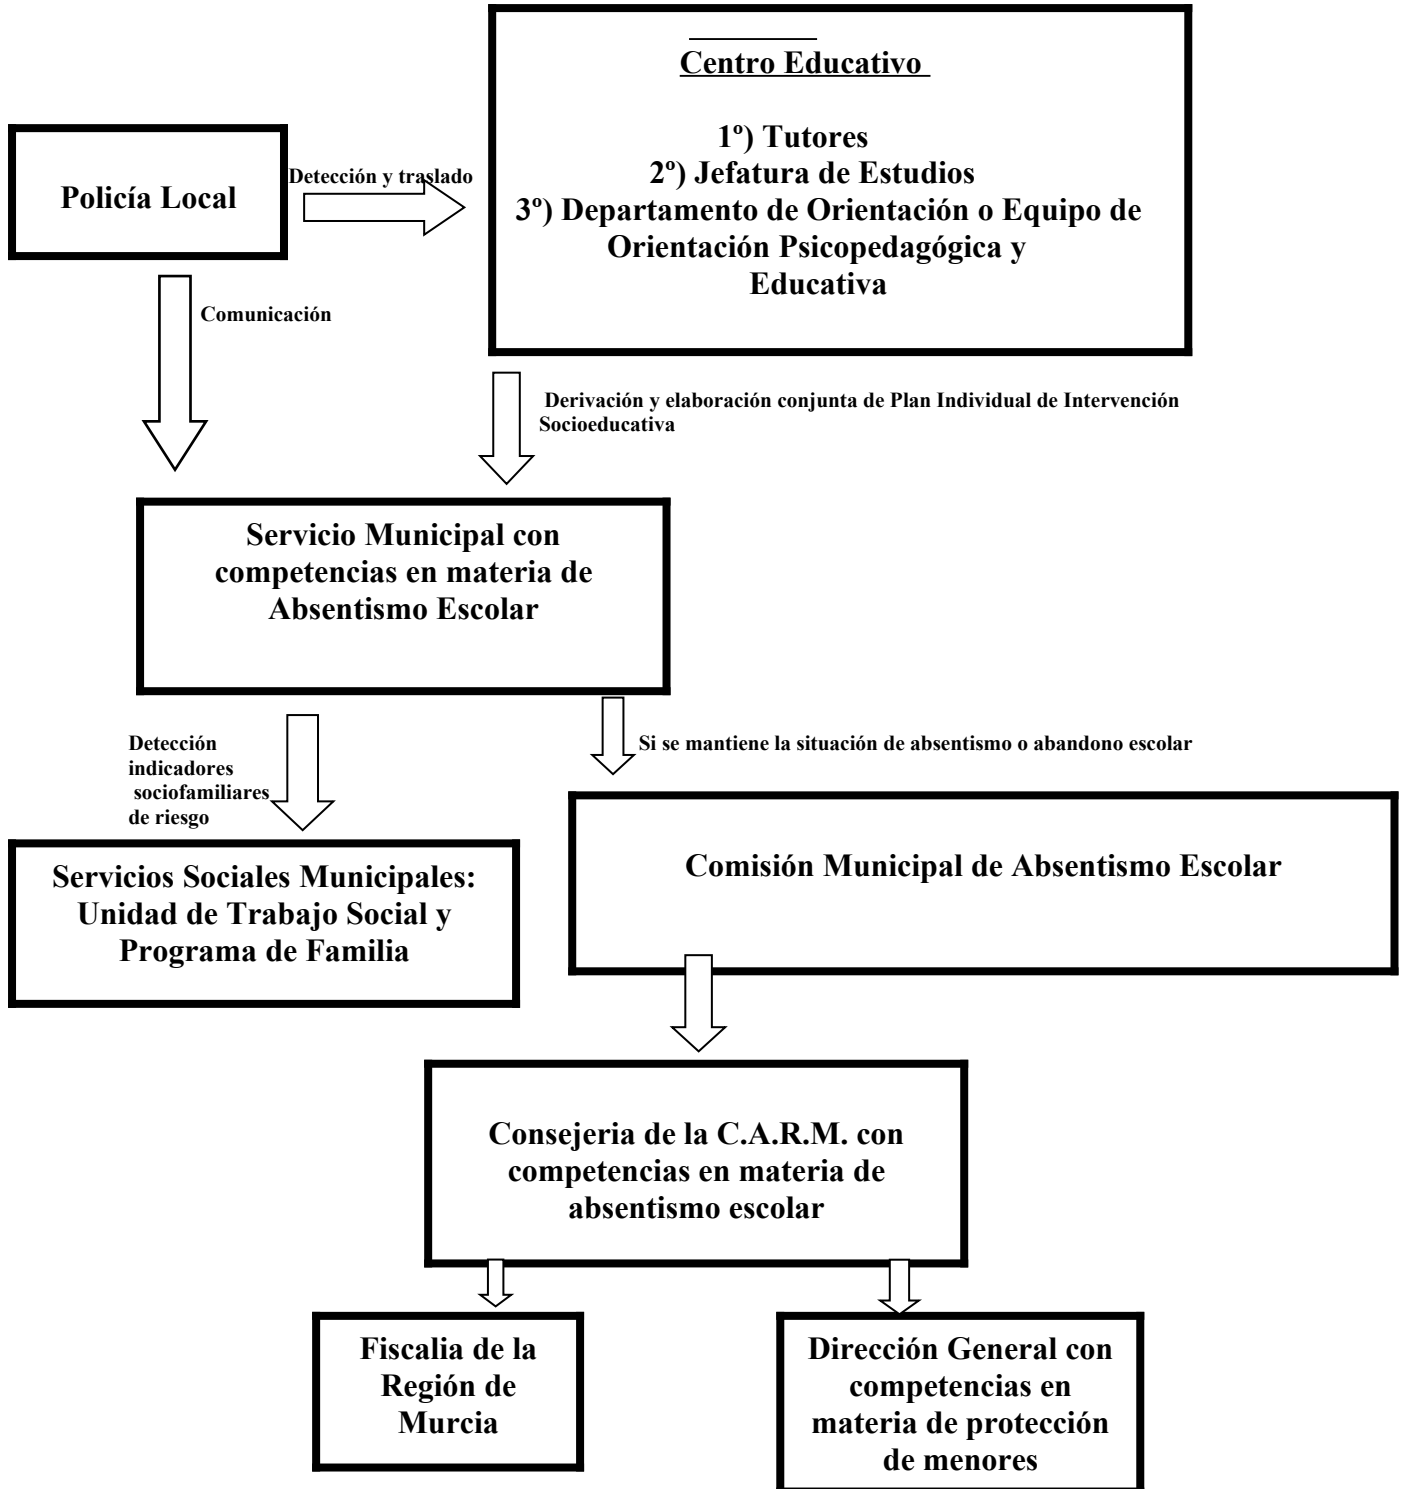 Centro Educativo
1º) Tutores
2º) Jefatura de Estudios
3º) Departamento de Orientación o Equipo de
Orientación Psicopedagógica y
Educativa
Policía Local
Detección y traslado
Comunicación
Derivación y elaboración conjunta de Plan Individual de Intervención
Socioeducativa
Servicio Municipal con
competencias en materia de
Absentismo Escolar
Detección
indicadores
sociofamiliares
de riesgo
Si se mantiene la situación de absentismo o abandono escolar
Servicios Sociales Municipales:
Unidad de Trabajo Social y
Programa de Familia
Comisión Municipal de Absentismo Escolar
Consejeria de la C.A.R.M. con
competencias en materia de
absentismo escolar
Fiscalia de la
Región de
Murcia
Dirección General con
competencias en
materia de protección
de menores